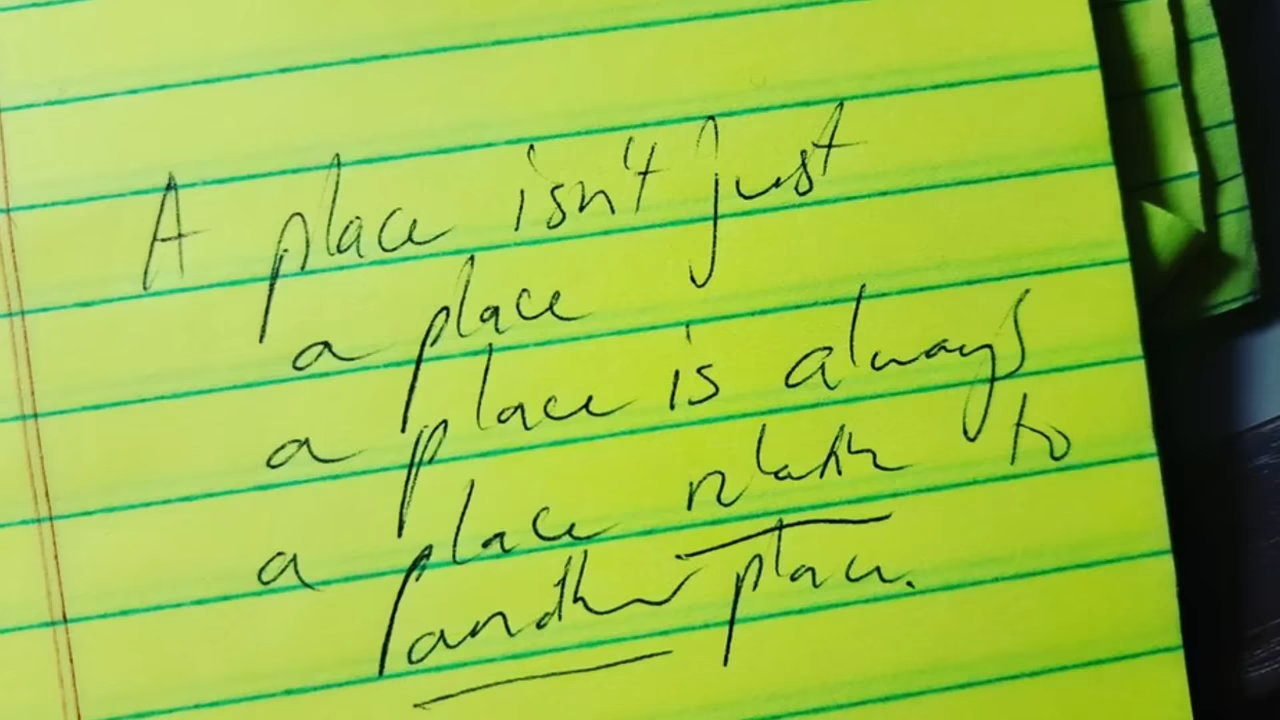 A place isn't just
a place
a place is always
a place relative to
another place.